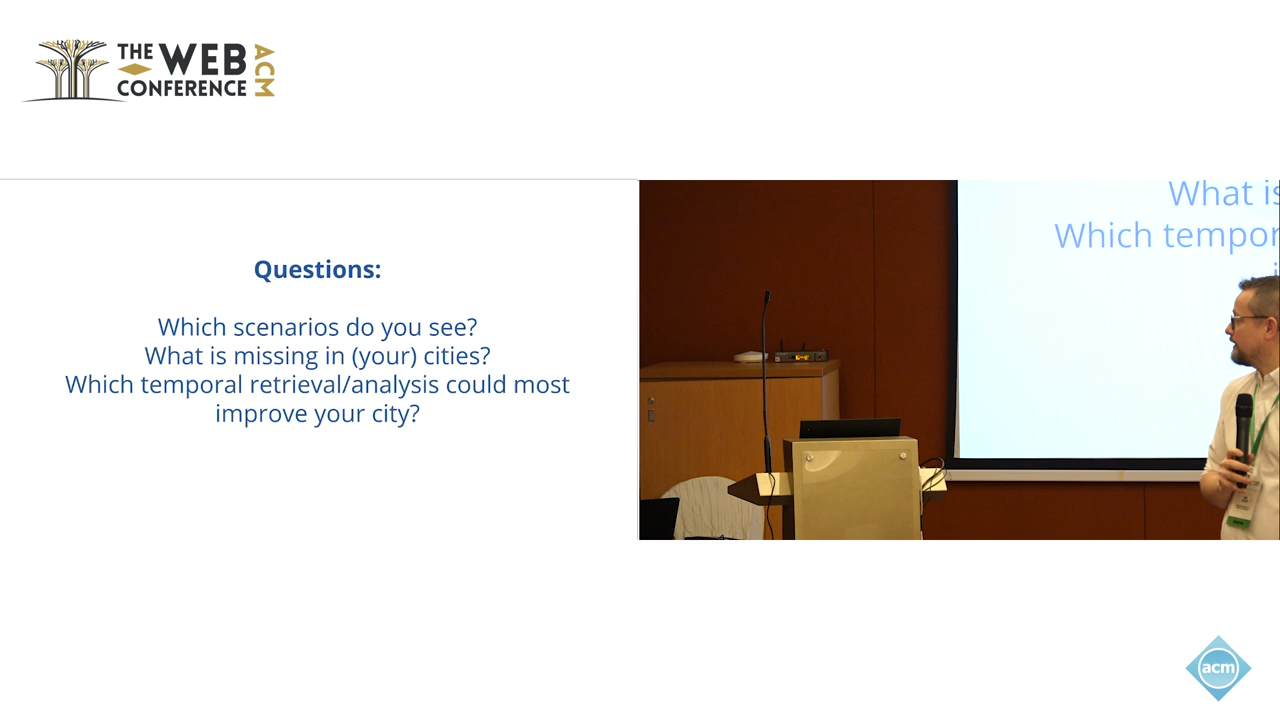 THE WEB
CONFERENCE
ACM
Questions:
Which scenarios do you see?
What is missing in (your) cities?
Which temporal retrieval/analysis could most
improve your city?
What is
Which tempor
acm